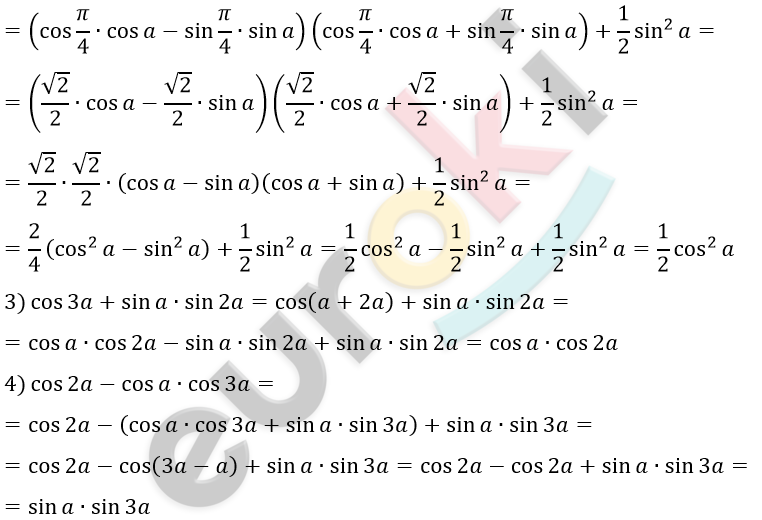 = (cos π/4 · cos a − sin π/4 · sin a) (cos π/4 · cos a + sin π/4 · sin a) + 1/2 sin² a =
= (√2/2 · cos a − √2/2 · sin a) (√2/2 · cos a + √2/2 · sin a) + 1/2 sin² a =
= √2/2 · √2/2 · (cos a − sin a)(cos a + sin a) + 1/2 sin² a =
= 2/4 (cos² a − sin² a) + 1/2 sin² a = 1/2 cos² a − 1/2 sin² a + 1/2 sin² a = 1/2 cos² a
3) cos 3a + sin a · sin 2a = cos(a + 2a) + sin a · sin 2a =
= cos a · cos 2a − sin a · sin 2a + sin a · sin 2a = cos a · cos 2a
4) cos 2a − cos a · cos 3a =
= cos 2a − (cos a · cos 3a + sin a · sin 3a) + sin a · sin 3a =
= cos 2a − cos(3a − a) + sin a · sin 3a = cos 2a − cos 2a + sin a · sin 3a =
= sin a · sin 3a
euroki